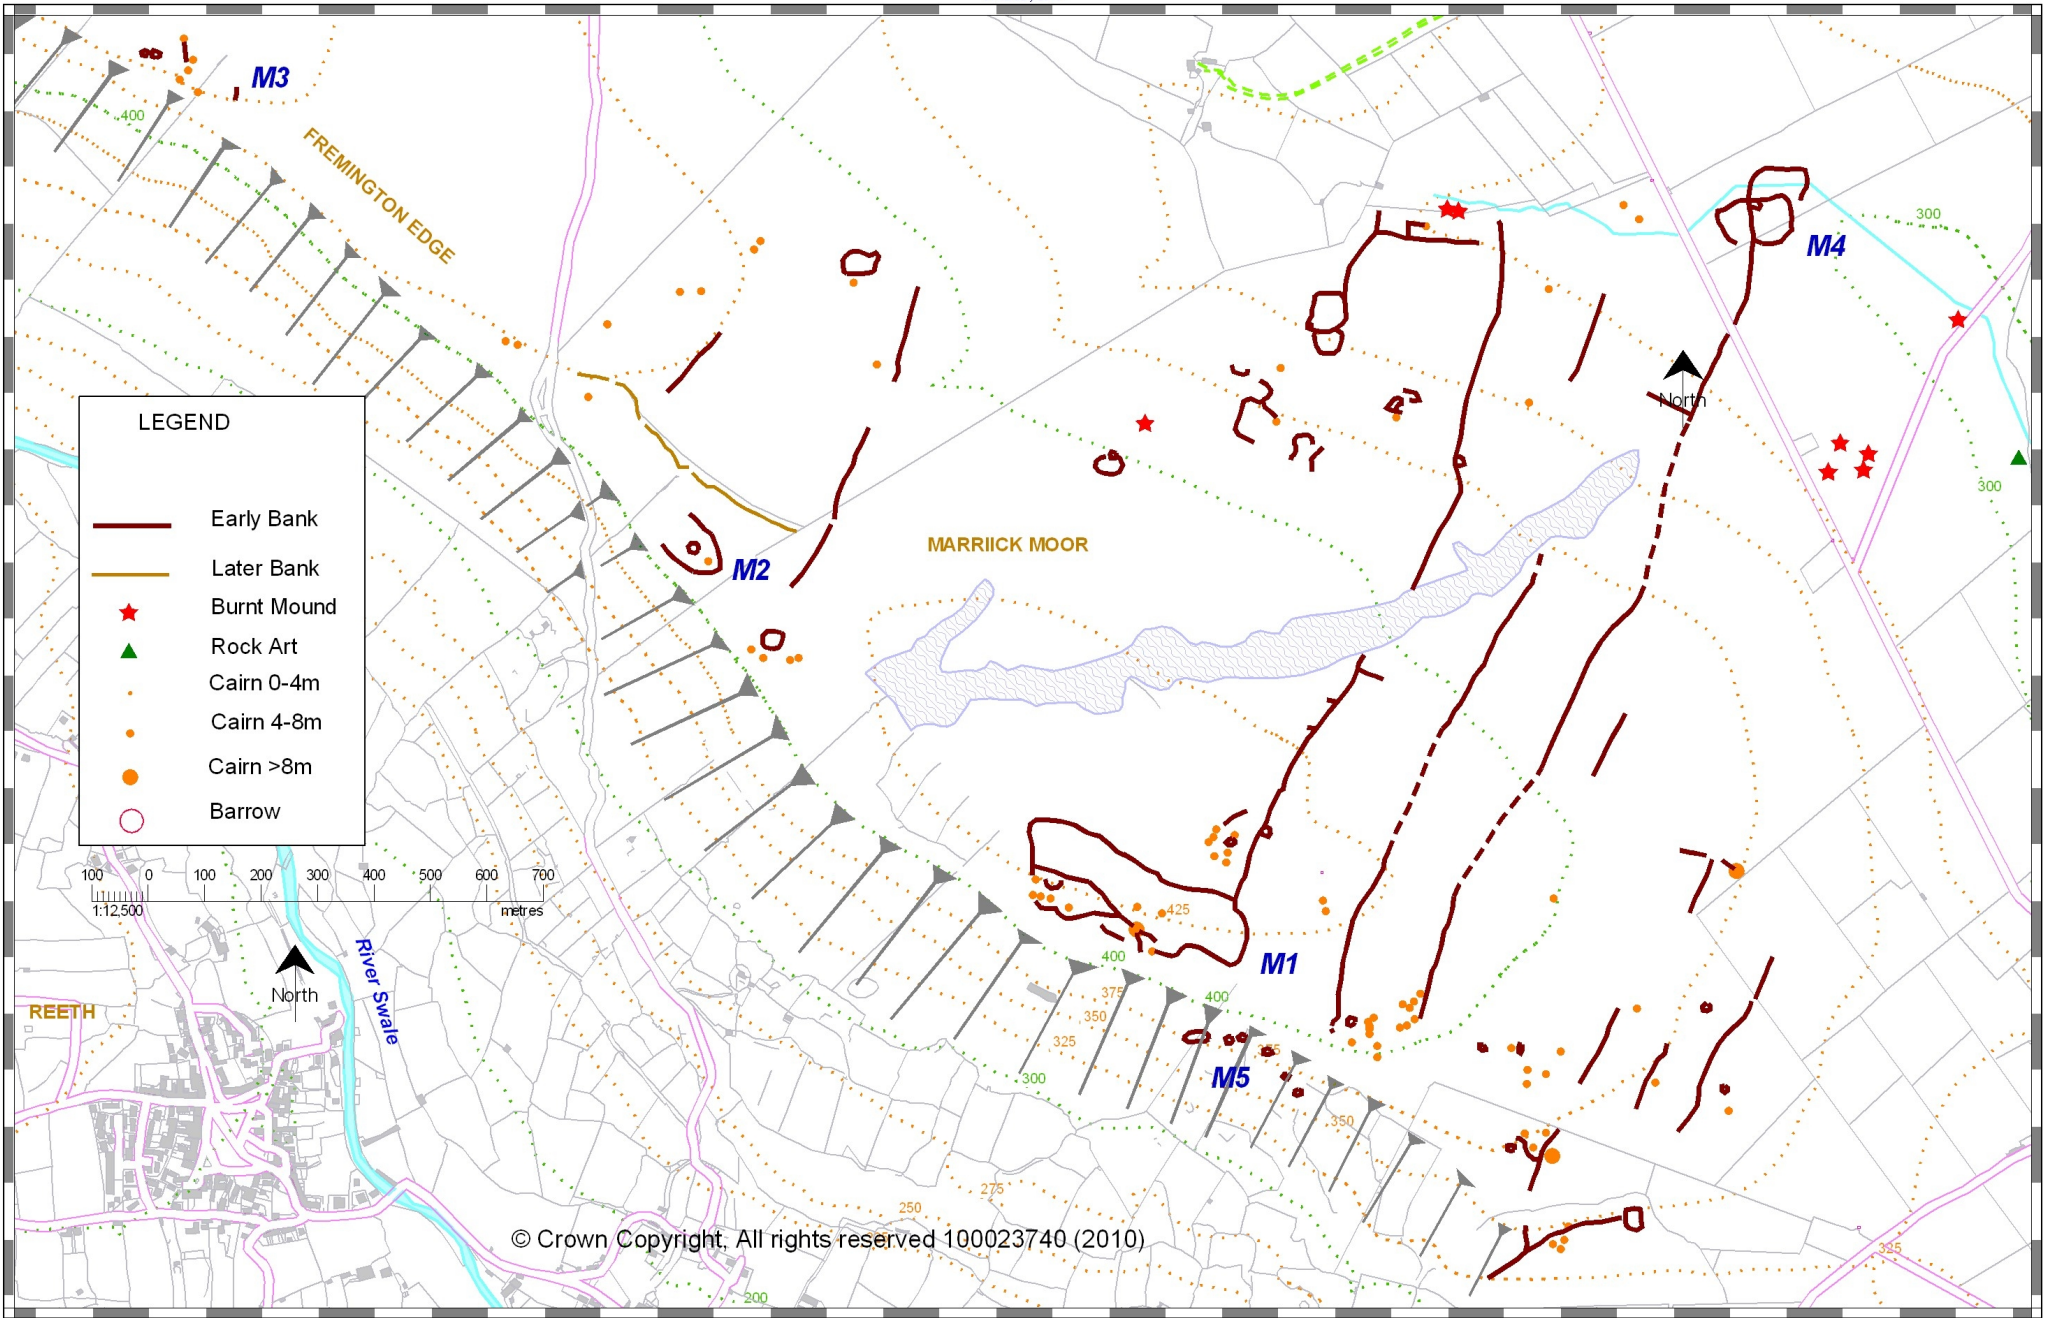 M3
400
FREMINGTON EDGE
300
M4
North
LEGEND
300
Early Bank
MARRIICK MOOR
Later Bank
M2
Burnt Mound
Rock Art
Cairn 0-4m
Cairn 4-8m
Cairn >8m
Barrow
100 0 100 200 300 400 500 600 700
1:12,500 metres
425
M1
400
River Swale
375
400
North
350
REETH
325
375
M5
300
350
275
250
© Crown Copyright; All rights reserved 100023740 (2010)
325
200